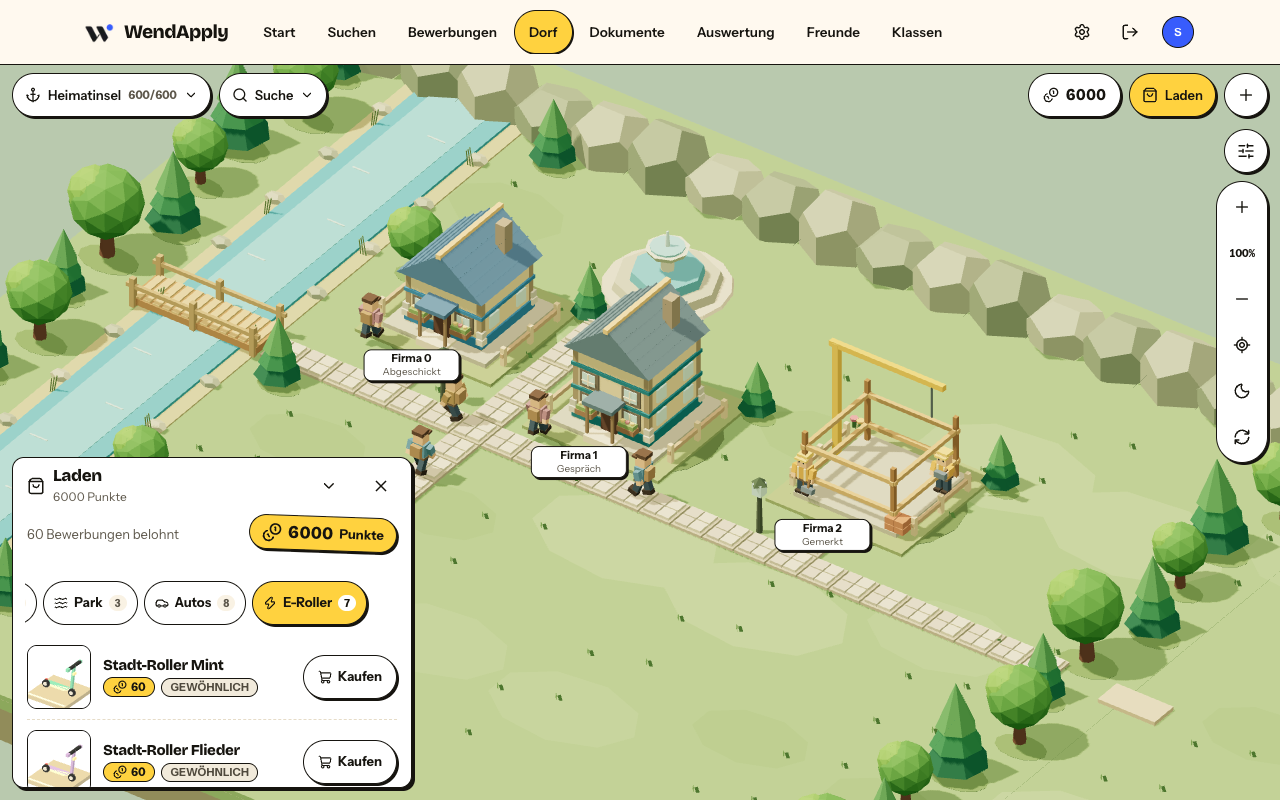 WendApply
Start
Suchen
Bewerbungen
Dorf
Dokumente
Auswertung
Freunde
Klassen
S
Heimatinsel 600/600
Suche
6000
Laden
100%
Firma 0
Abgeschickt
Firma 1
Gespräch
Firma 2
Gemerkt
Laden
6000 Punkte
60 Bewerbungen belohnt
6000 Punkte
Park 3
Autos 8
E-Roller 7
Stadt-Roller Mint
60 GEWÖHNLICH
Kaufen
Stadt-Roller Flieder
60 GEWÖHNLICH
Kaufen